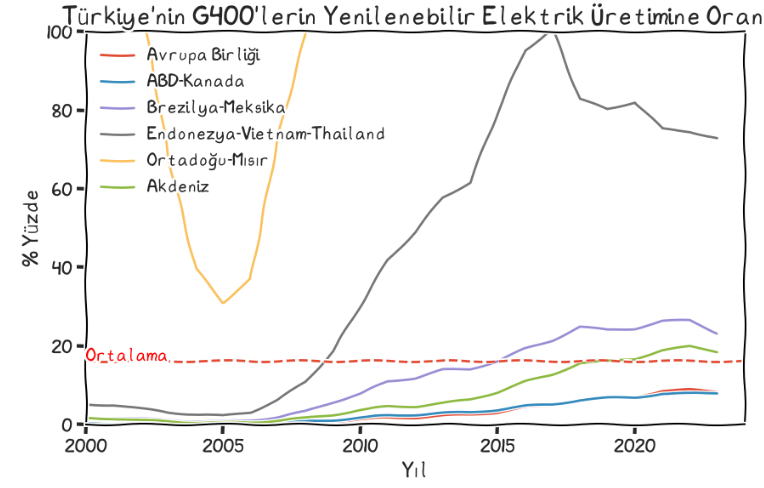 Türkiye'nin G400'lerin Yenilenebilir Elektrik Üretimine Oran
100
80
60
40
20
0
% Yüzde
Avrupa Birliği
ABD-Kanada
Brezilya-Meksika
Endonezya-Vietnam-Thailand
Ortadoğu-Mısır
Akdeniz
Ortalama
2000
2005
2010
2015
2020
Yıl